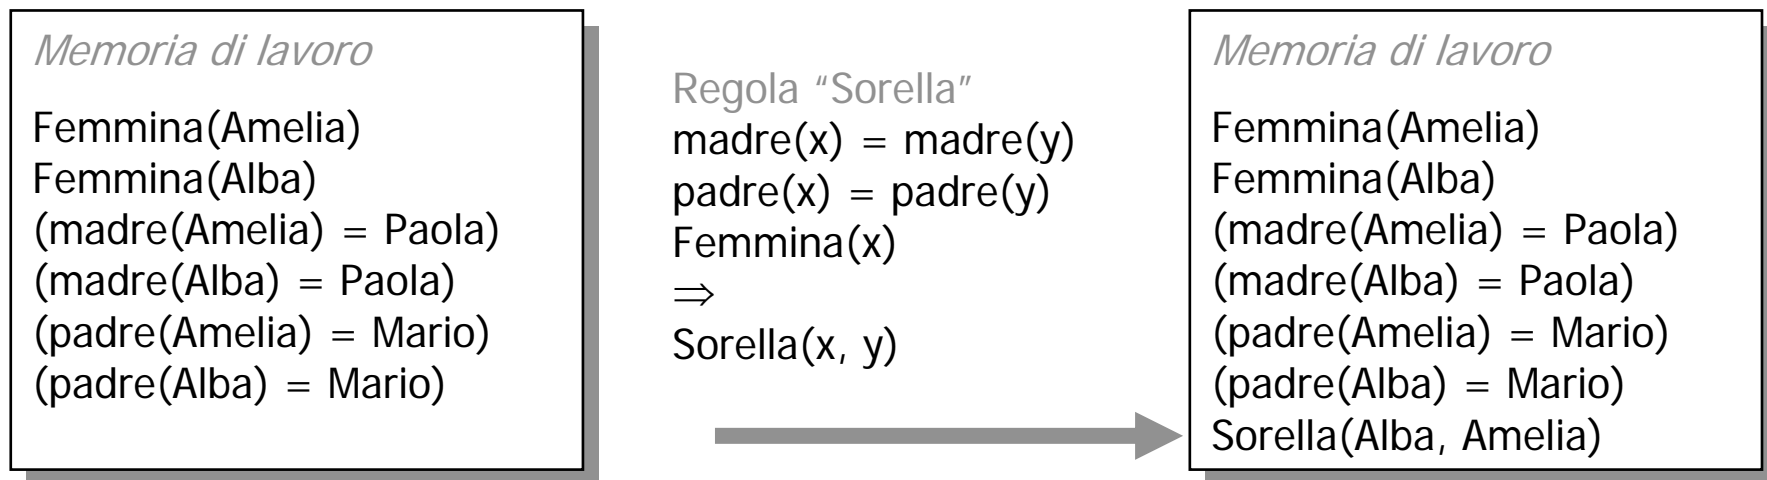 Memoria di lavoro
Femmina(Amelia)
Femmina(Alba)
(madre(Amelia) = Paola)
(madre(Alba) = Paola)
(padre(Amelia) = Mario)
(padre(Alba) = Mario)
Regola “Sorella”
madre(x) = madre(y)
padre(x) = padre(y)
Femmina(x)
⇒
Sorella(x, y)
Memoria di lavoro
Femmina(Amelia)
Femmina(Alba)
(madre(Amelia) = Paola)
(madre(Alba) = Paola)
(padre(Amelia) = Mario)
(padre(Alba) = Mario)
Sorella(Alba, Amelia)